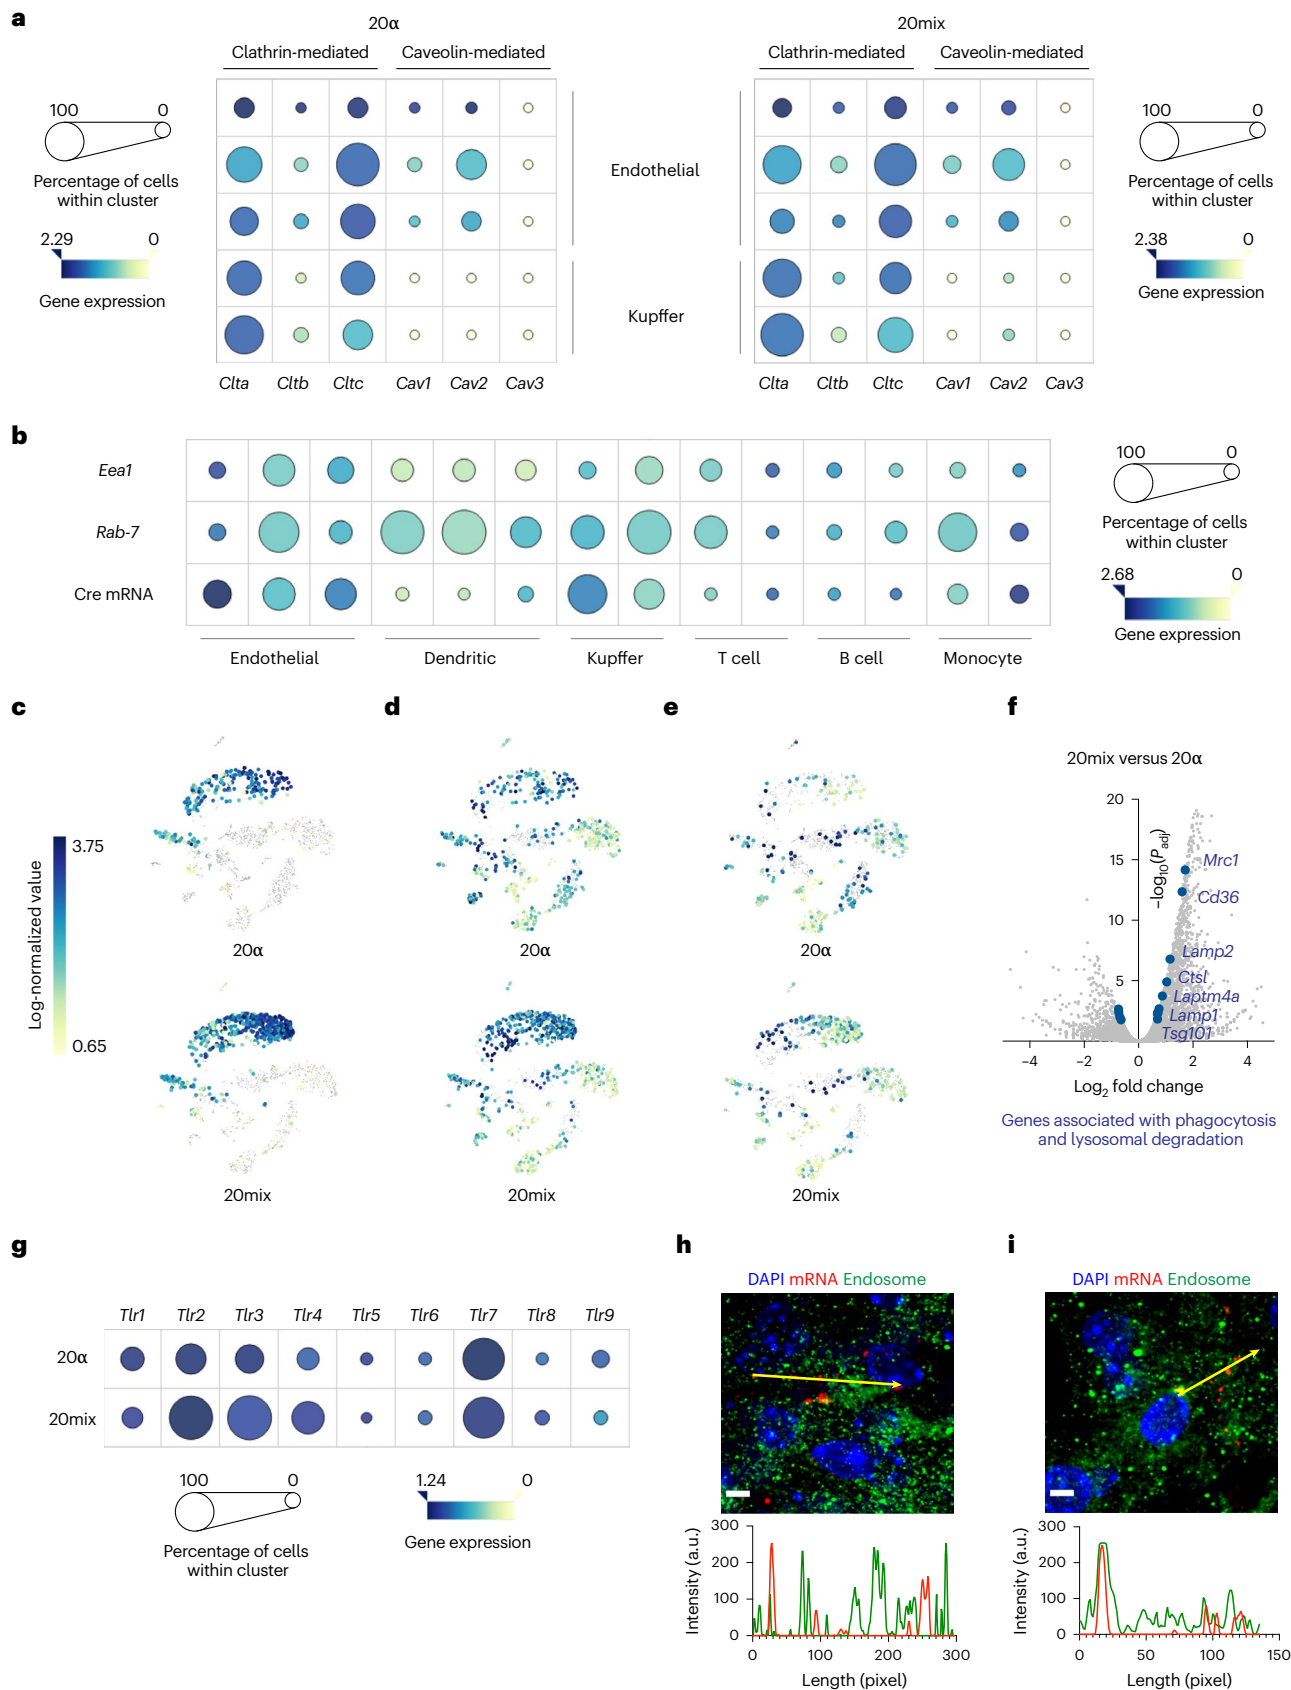 a
20α
20mix
Clathrin-mediated Caveolin-mediated
Clathrin-mediated Caveolin-mediated
100 0
Percentage of cells
within cluster
2.29 0
Gene expression
Endothelial
Kupffer
100 0
Percentage of cells
within cluster
2.38 0
Gene expression
Clta Cltb Cltc Cav1 Cav2 Cav3
Clta Cltb Cltc Cav1 Cav2 Cav3
b
Eea1
Rab-7
Cre mRNA
Endothelial Dendritic Kupffer T cell B cell Monocyte
100 0
Percentage of cells
within cluster
2.68 0
Gene expression
c
Log-normalized value
3.75
0.65
20α
20mix
d
20α
20mix
e
20α
20mix
f
20mix versus 20α
–log10(Padj)
20
15
10
5
Mrc1
Cd36
Lamp2
Ctsl
Laptm4a
Lamp1
Tsg101
–4 –2 0 2 4
Log2 fold change
Genes associated with phagocytosis
and lysosomal degradation
g
Tlr1 Tlr2 Tlr3 Tlr4 Tlr5 Tlr6 Tlr7 Tlr8 Tlr9
20α
20mix
100 0
Percentage of cells
within cluster
1.24 0
Gene expression
h
DAPI mRNA Endosome
Intensity (a.u.)
300
200
100
0
0 100 200 300
Length (pixel)
i
DAPI mRNA Endosome
Intensity (a.u.)
300
200
100
0
0 50 100 150
Length (pixel)